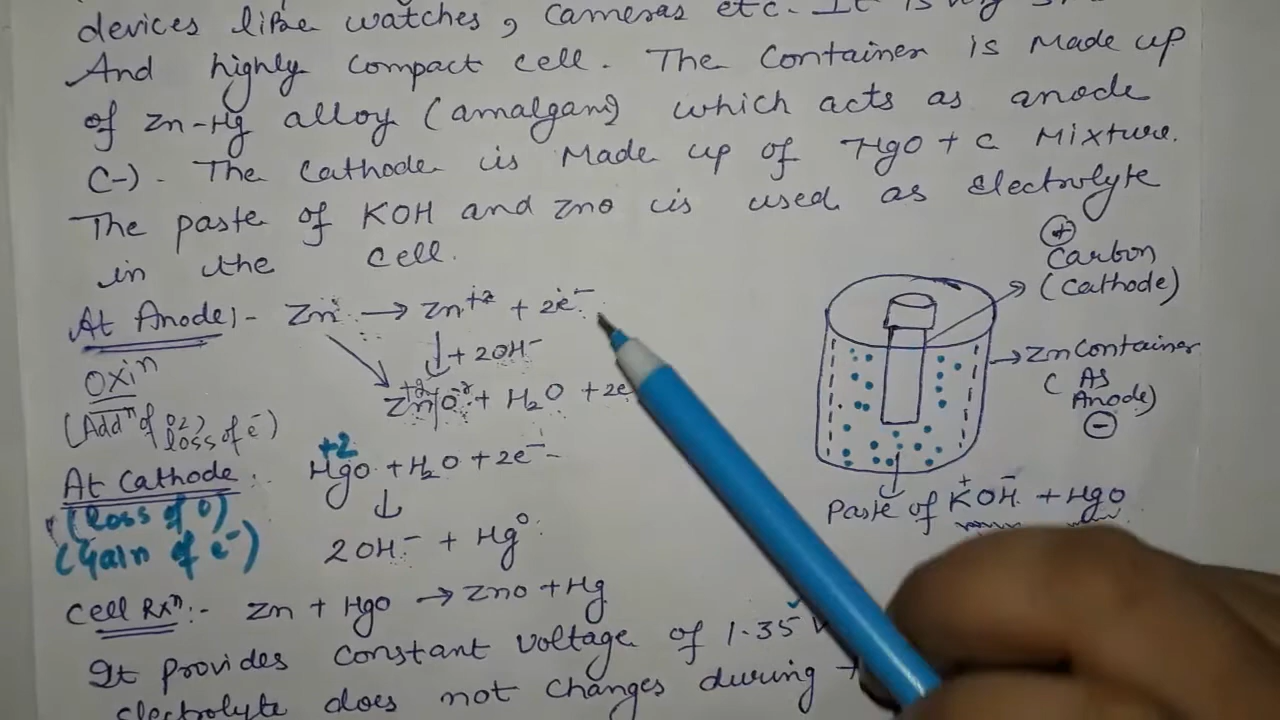 devices like watches, cameras etc. It is
And highly compact cell. The Container is Made up
of Zn-Hg alloy (amalgam) which acts as anode
(-). The Cathode is Made up of HgO + C Mixture.
The paste of KOH and ZnO is used as electrolyte
in the cell.
At Anode:- Zn → Zn+2 + 2e-
↓ + 2OH-
Oxin
+2 -2
ZnO + H2O + 2e
(Addn of O2)
loss of e-)
At Cathode :-
+2
HgO + H2O + 2e-
↓
(loss of O)
(Gain of e-)
2OH- + Hg0
Cell Rxn:- Zn + HgO → ZnO + Hg
It provides constant voltage of 1.35 V
electrolyte does not changes during
+
Carbon
(Cathode)
→ Zn Container
(As
Anode)
-
Paste of K+OH- + HgO